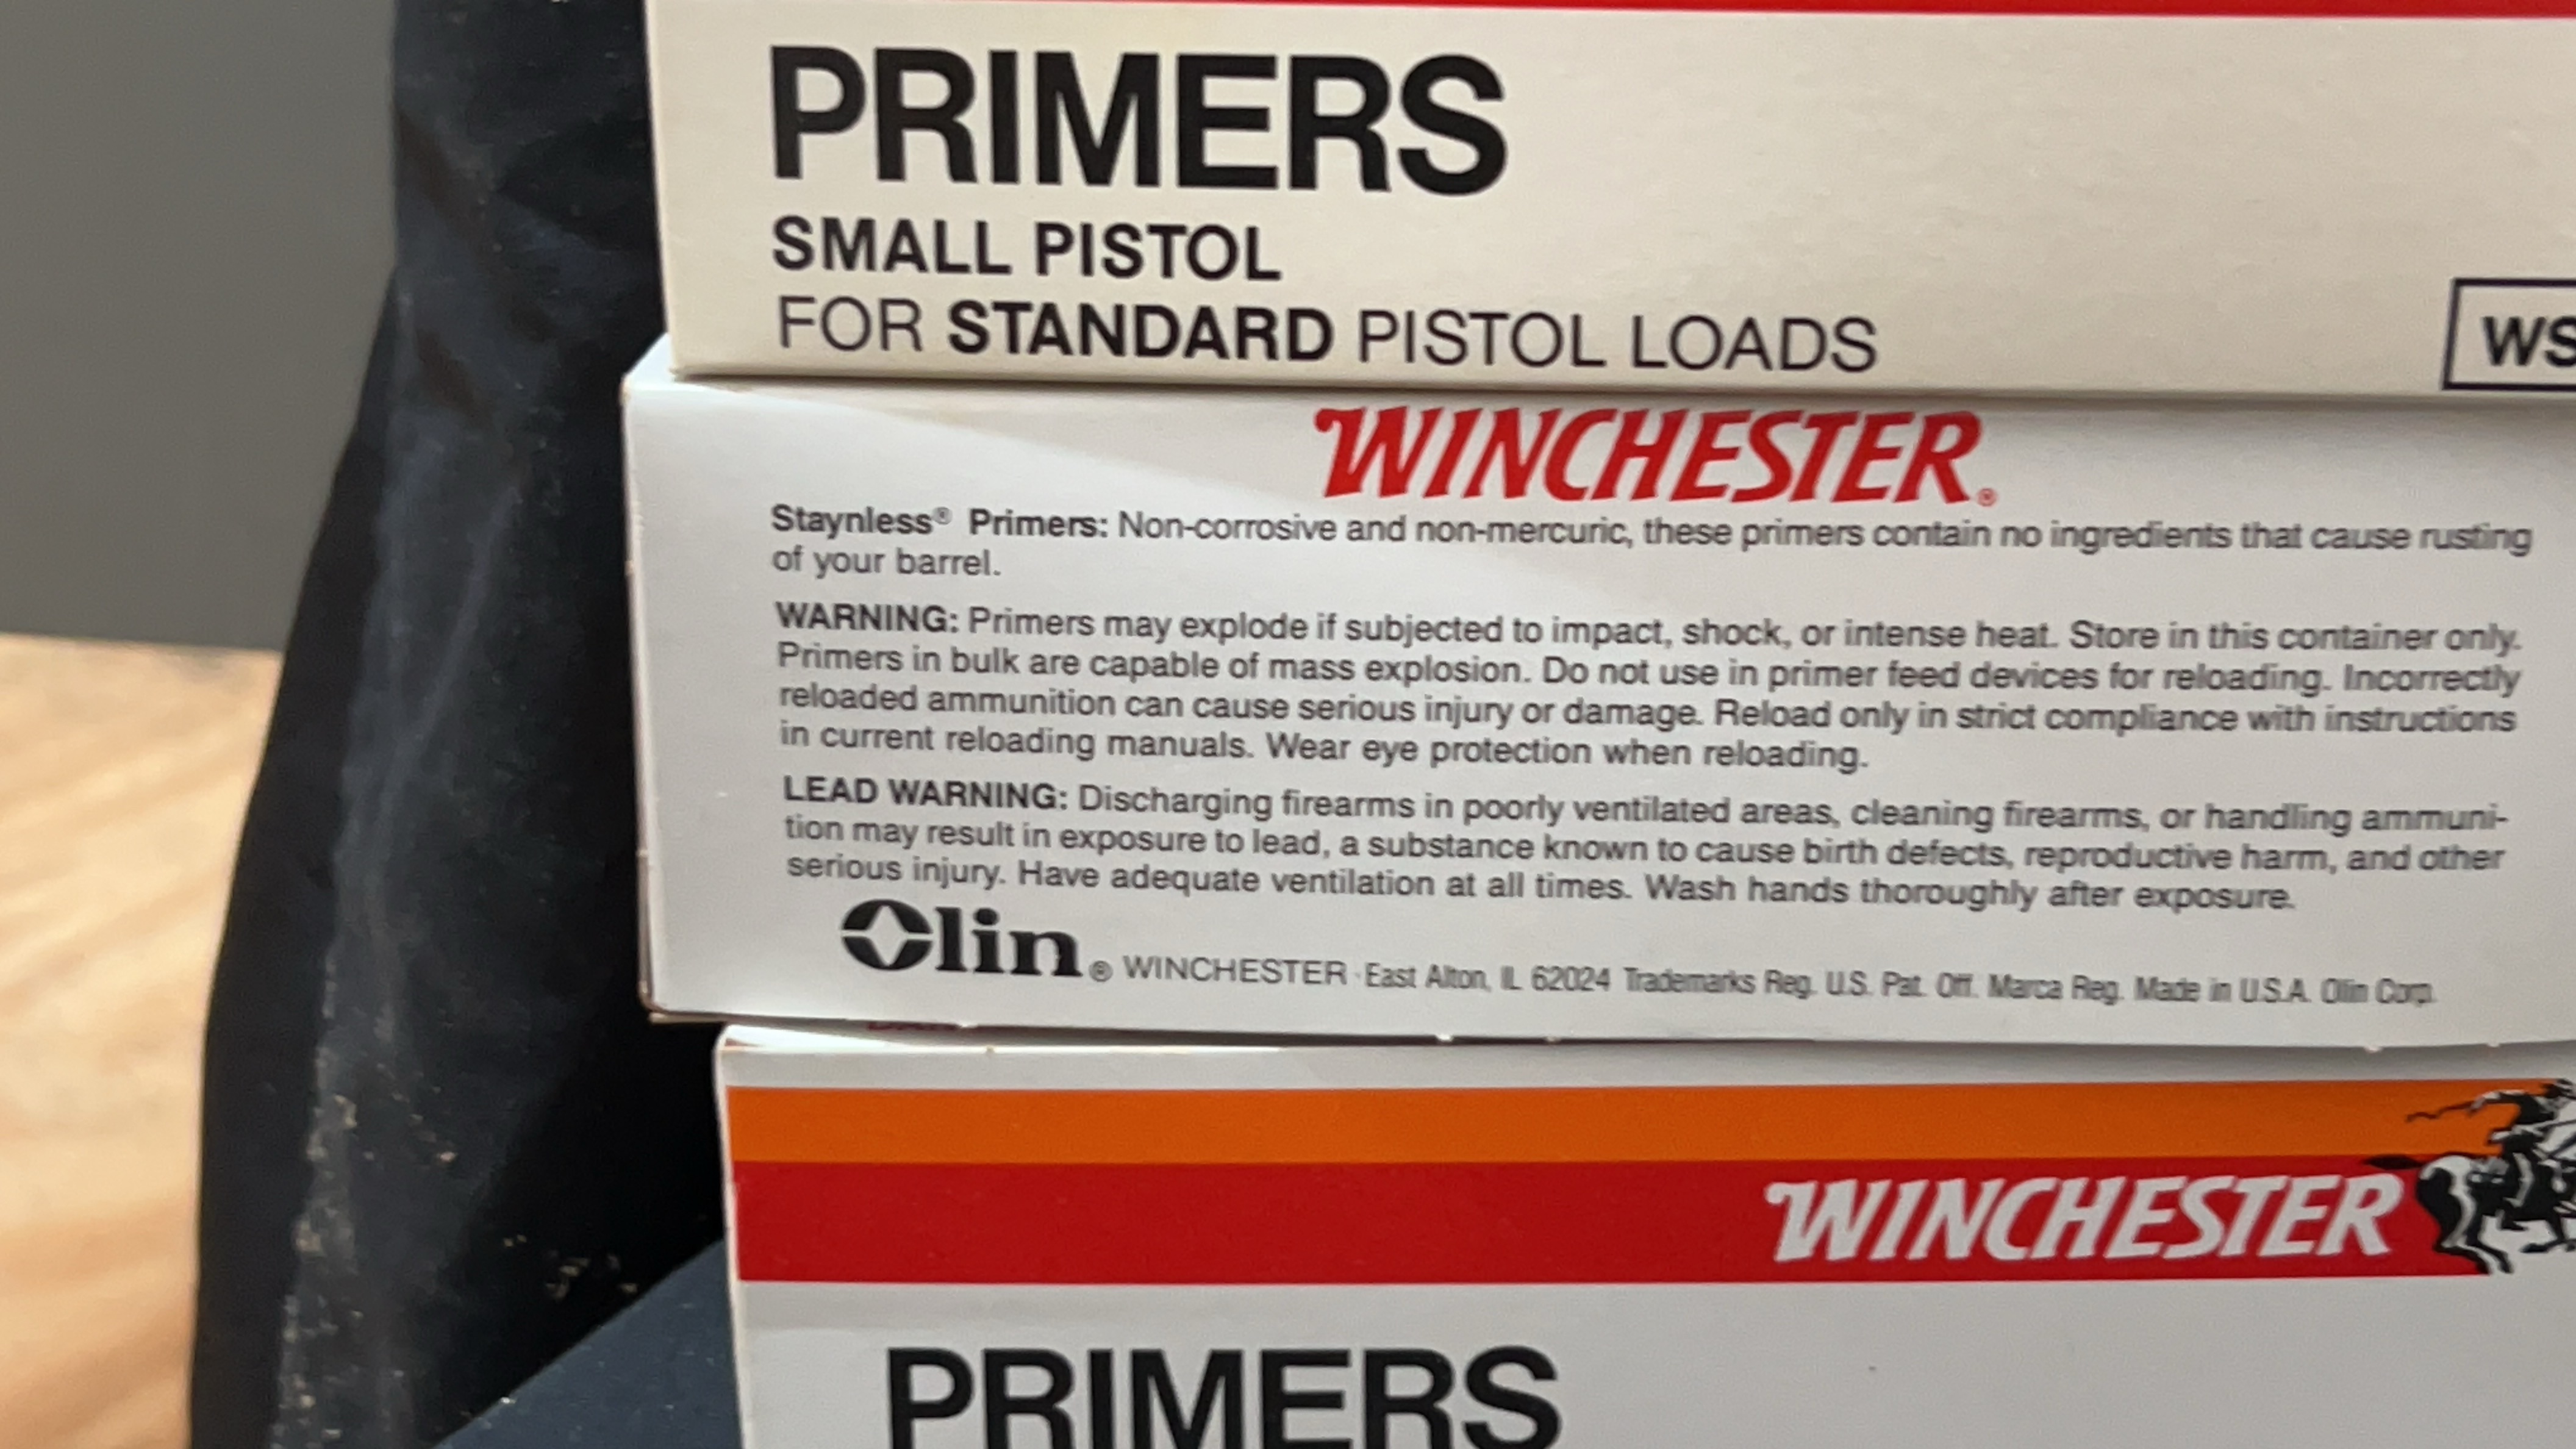 PRIMERS
SMALL PISTOL
FOR STANDARD PISTOL LOADS
WS
WINCHESTER®
Staynless® Primers: Non-corrosive and non-mercuric, these primers contain no ingredients that cause rusting
of your barrel.
WARNING: Primers may explode if subjected to impact, shock, or intense heat. Store in this container only.
Primers in bulk are capable of mass explosion. Do not use in primer feed devices for reloading. Incorrectly
reloaded ammunition can cause serious injury or damage. Reload only in strict compliance with instructions
in current reloading manuals. Wear eye protection when reloading.
LEAD WARNING: Discharging firearms in poorly ventilated areas, cleaning firearms, or handling ammuni-
tion may result in exposure to lead, a substance known to cause birth defects, reproductive harm, and other
serious injury. Have adequate ventilation at all times. Wash hands thoroughly after exposure.
Olin® WINCHESTER · East Alton, IL 62024 Trademarks Reg. U.S. Pat. Off. Marca Reg. Made in U.S.A. Olin Corp.
WINCHESTER
PRIMERS